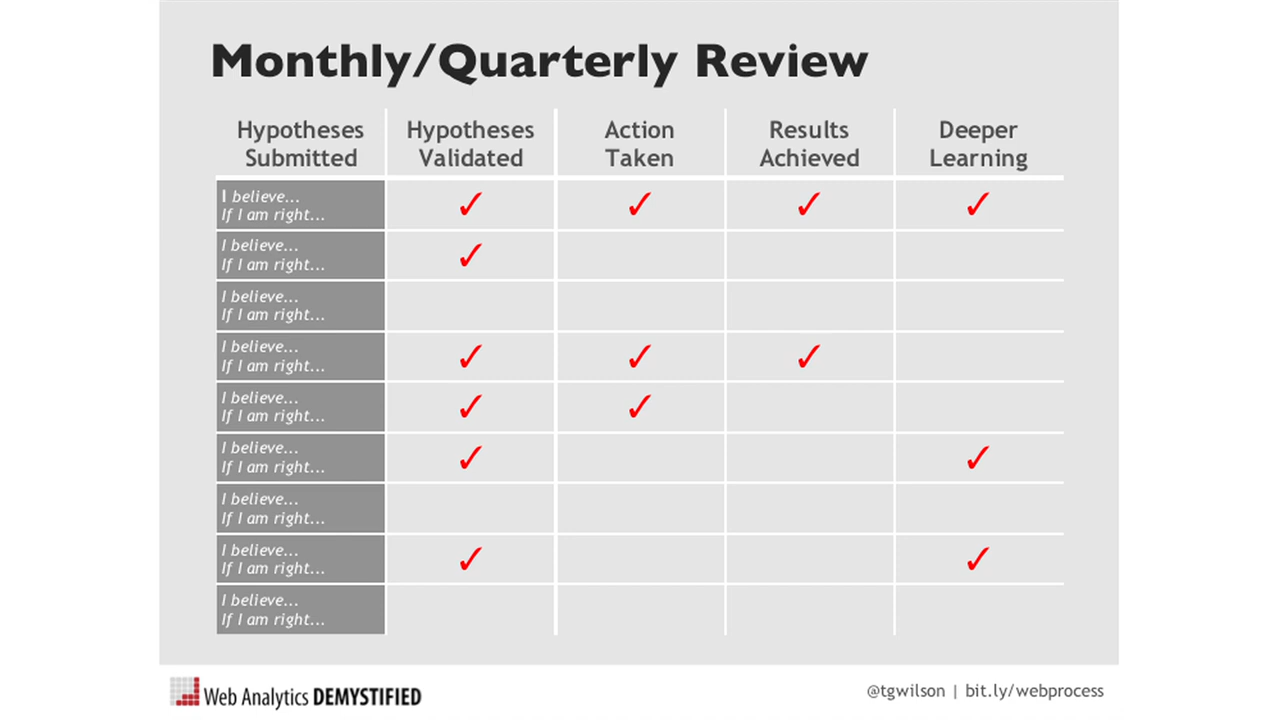 Monthly/Quarterly Review
Hypotheses Submitted
Hypotheses Validated
Action Taken
Results Achieved
Deeper Learning
I believe...
If I am right...
✓ ✓ ✓ ✓
I believe...
If I am right...
✓
I believe...
If I am right...
I believe...
If I am right...
✓ ✓ ✓
I believe...
If I am right...
✓ ✓
I believe...
If I am right...
✓ ✓
I believe...
If I am right...
I believe...
If I am right...
✓ ✓
I believe...
If I am right...
Web Analytics DEMYSTIFIED
@tgwilson | bit.ly/webprocess